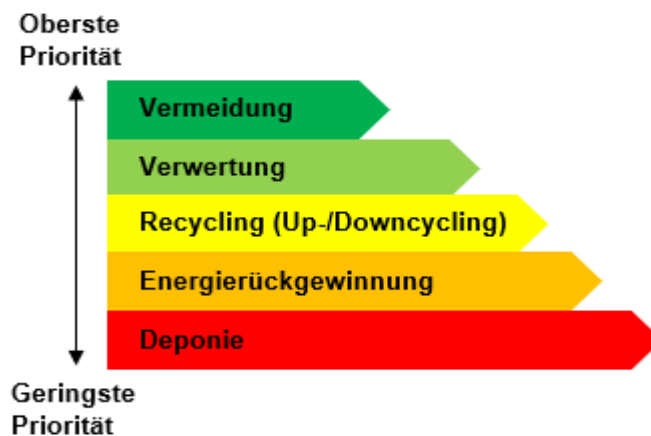 Oberste
Priorität
Vermeidung
Verwertung
Recycling (Up-/Downcycling)
Energierückgewinnung
Deponie
Geringste
Priorität